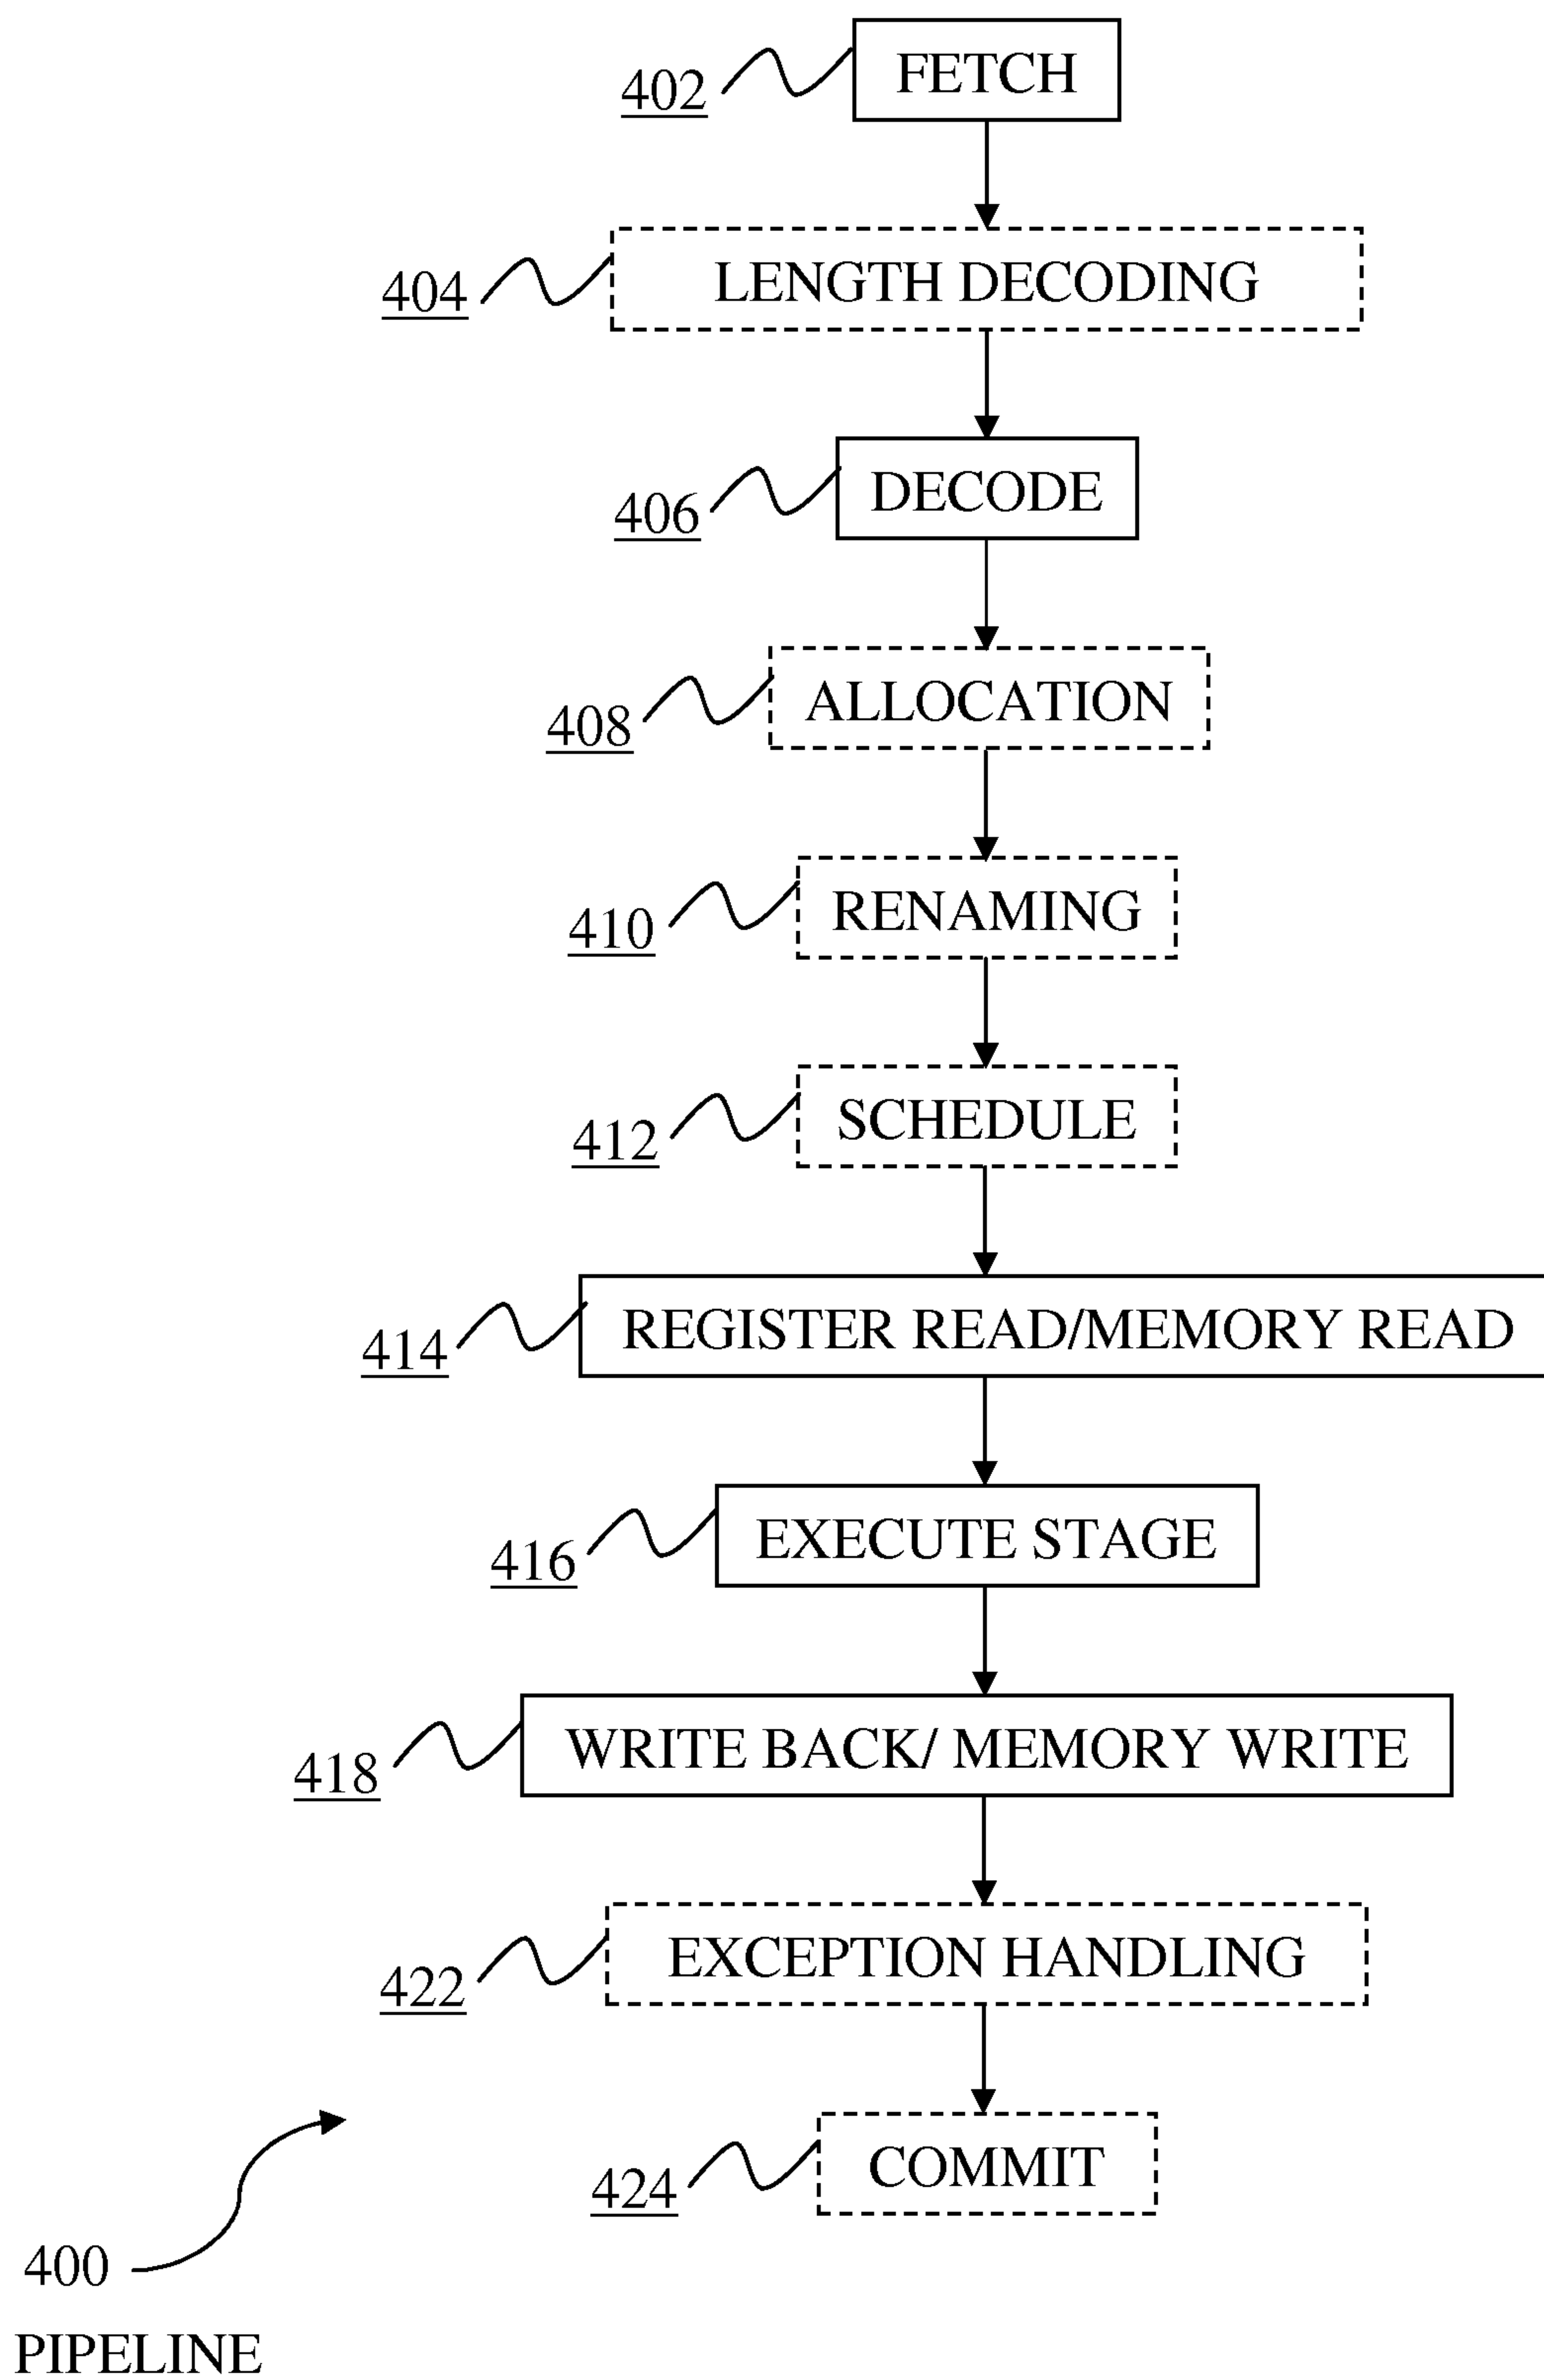 FETCH
402
LENGTH DECODING
404
DECODE
406
ALLOCATION
408
RENAMING
410
SCHEDULE
412
REGISTER READ/MEMORY READ
414
EXECUTE STAGE
416
WRITE BACK/ MEMORY WRITE
418
EXCEPTION HANDLING
422
COMMIT
424
400
PIPELINE